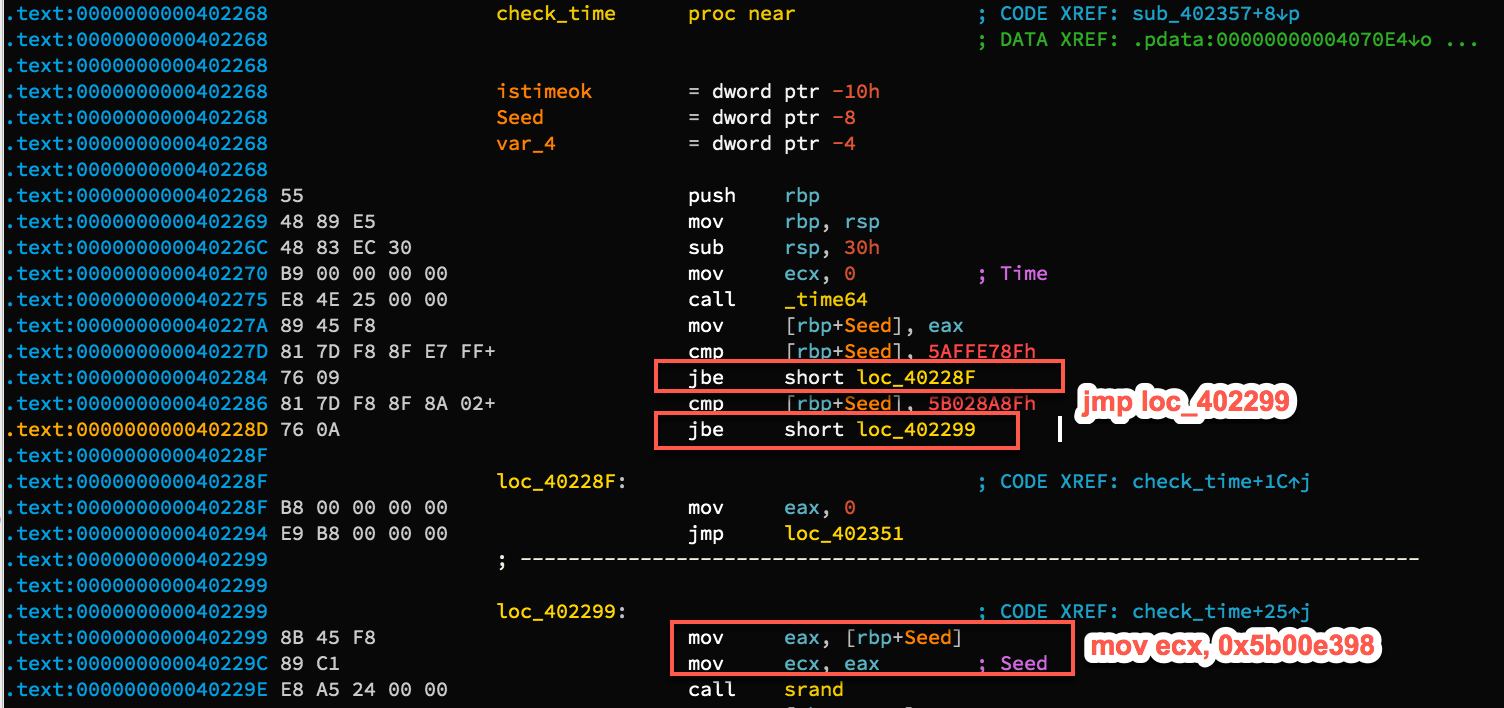 .text:0000000000402268 check_time proc near ; CODE XREF: sub_402357+8↓p
.text:0000000000402268 ; DATA XREF: .pdata:00000000004070E4↓o ...
.text:0000000000402268
.text:0000000000402268 istimeok = dword ptr -10h
.text:0000000000402268 Seed = dword ptr -8
.text:0000000000402268 var_4 = dword ptr -4
.text:0000000000402268
.text:0000000000402268 55 push rbp
.text:0000000000402269 48 89 E5 mov rbp, rsp
.text:000000000040226C 48 83 EC 30 sub rsp, 30h
.text:0000000000402270 B9 00 00 00 00 mov ecx, 0 ; Time
.text:0000000000402275 E8 4E 25 00 00 call _time64
.text:000000000040227A 89 45 F8 mov [rbp+Seed], eax
.text:000000000040227D 81 7D F8 8F E7 FF+ cmp [rbp+Seed], 5AFFE78Fh
.text:0000000000402284 76 09 jbe short loc_40228F
.text:0000000000402286 81 7D F8 8F 8A 02+ cmp [rbp+Seed], 5B028A8Fh
jmp loc_402299
.text:000000000040228D 76 0A jbe short loc_402299
.text:000000000040228F
.text:000000000040228F loc_40228F: ; CODE XREF: check_time+1C↑j
.text:000000000040228F B8 00 00 00 00 mov eax, 0
.text:0000000000402294 E9 B8 00 00 00 jmp loc_402351
.text:0000000000402299 ; ---------------------------------------------------------------------------
.text:0000000000402299
.text:0000000000402299 loc_402299: ; CODE XREF: check_time+25↑j
.text:0000000000402299 8B 45 F8 mov eax, [rbp+Seed]
mov ecx, 0x5b00e398
.text:000000000040229C 89 C1 mov ecx, eax ; Seed
.text:000000000040229E E8 A5 24 00 00 call srand